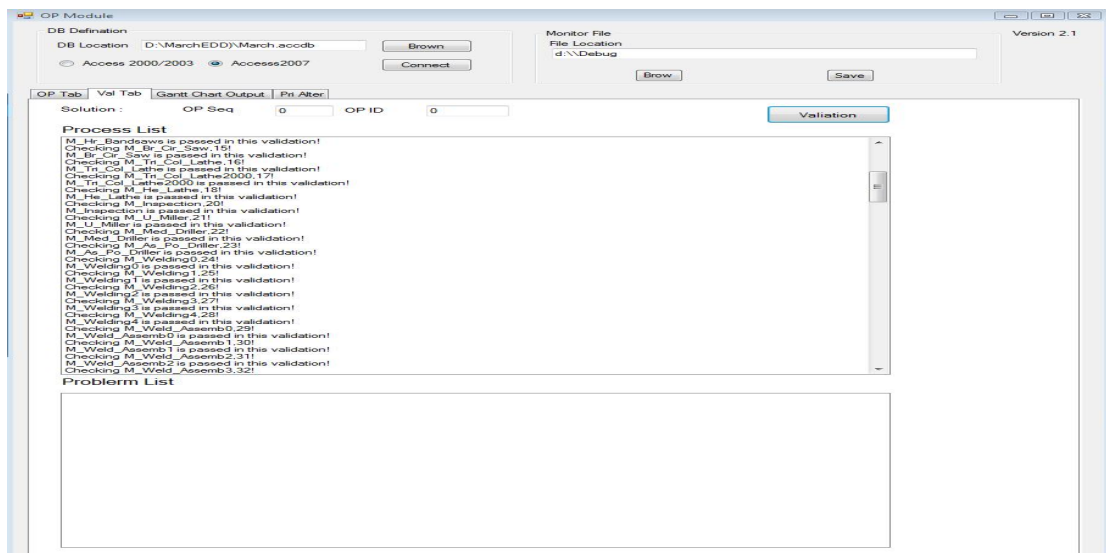 OP Module
DB Defination
DB Location D:\MarchEDD)\March.accdb Brown
Access 2000/2003 Accesss2007 Connect
Monitor File
File Location
d:\\Debug
Brow Save
Version 2.1
OP Tab Val Tab Gantt Chart Output Pri Alter
Solution : OP Seq 0 OP ID 0 Valiation
Process List
M_Hr_Bandsaws is passed in this validation!
Checking M_Br_Cir_Saw,15!
M_Br_Cir_Saw is passed in this validation!
Checking M_Tri_Col_Lathe,16!
M_Tri_Col_Lathe is passed in this validation!
Checking M_Tri_Col_Lathe2000,17!
M_Tri_Col_Lathe2000 is passed in this validation!
Checking M_He_Lathe,18!
M_He_Lathe is passed in this validation!
Checking M_Inspection,20!
M_Inspection is passed in this validation!
Checking M_U_Miller,21!
M_U_Miller is passed in this validation!
Checking M_Med_Driller,22!
M_Med_Driller is passed in this validation!
Checking M_As_Po_Driller,23!
M_As_Po_Driller is passed in this validation!
Checking M_Welding0,24!
M_Welding0 is passed in this validation!
Checking M_Welding1,25!
M_Welding1 is passed in this validation!
Checking M_Welding2,26!
M_Welding2 is passed in this validation!
Checking M_Welding3,27!
M_Welding3 is passed in this validation!
Checking M_Welding4,28!
M_Welding4 is passed in this validation!
Checking M_Weld_Assemb0,29!
M_Weld_Assemb0 is passed in this validation!
Checking M_Weld_Assemb1,30!
M_Weld_Assemb1 is passed in this validation!
Checking M_Weld_Assemb2,31!
M_Weld_Assemb2 is passed in this validation!
Checking M_Weld_Assemb3,32!
Problerm List